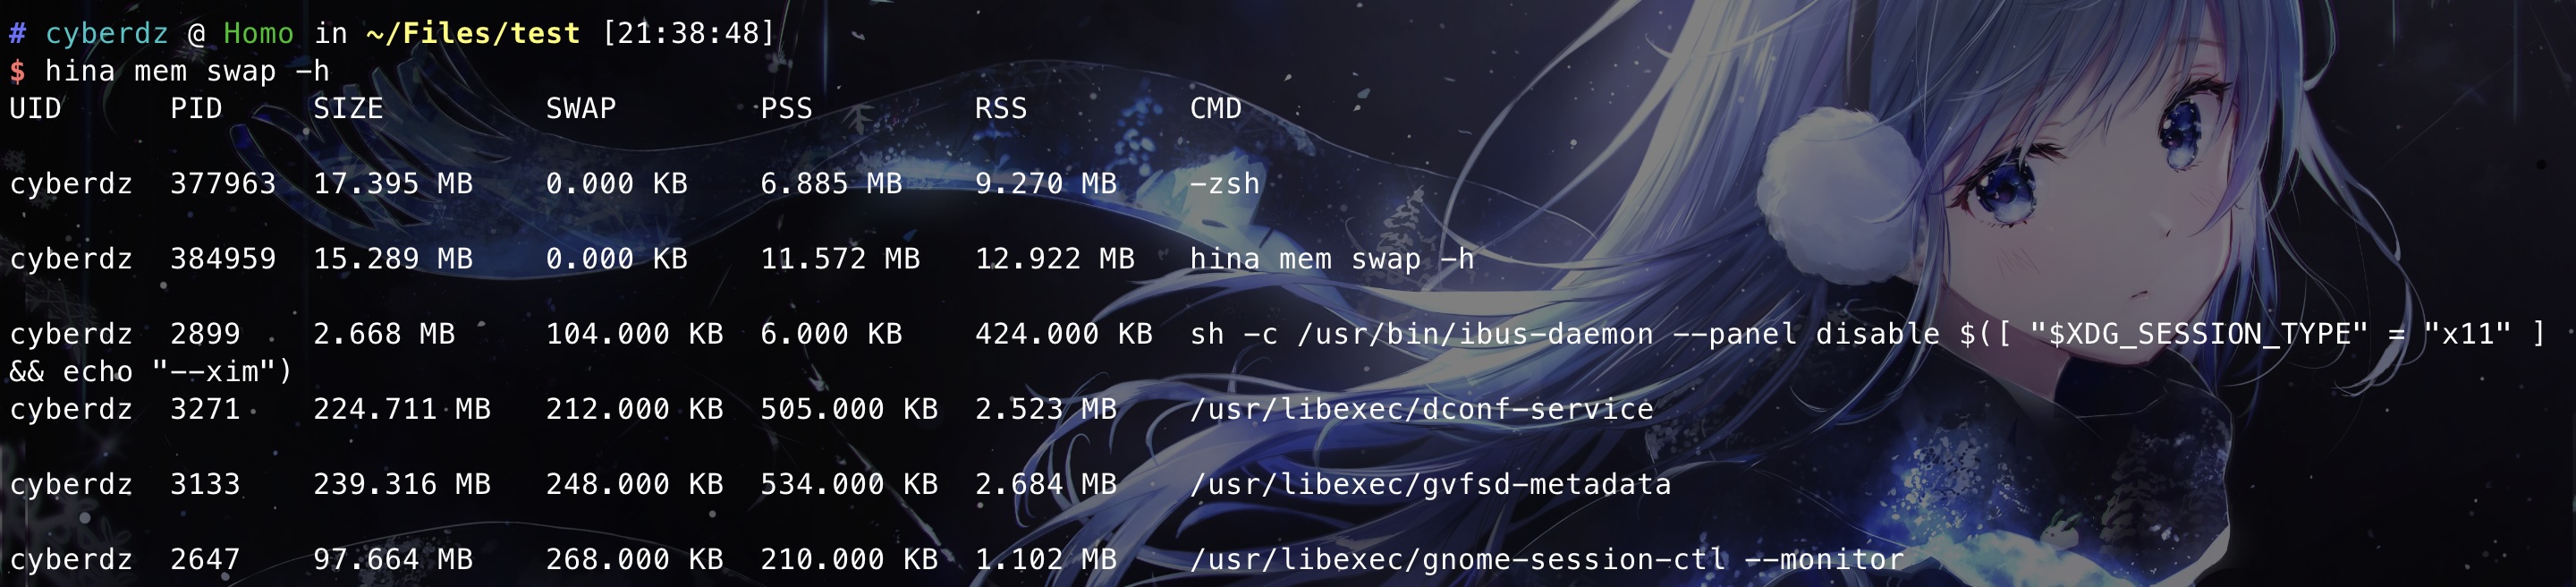 # cyberdz @ Homo in ~/Files/test [21:38:48]
$ hina mem swap -h
UID PID SIZE SWAP PSS RSS CMD
cyberdz 377963 17.395 MB 0.000 KB 6.885 MB 9.270 MB -zsh
cyberdz 384959 15.289 MB 0.000 KB 11.572 MB 12.922 MB hina mem swap -h
cyberdz 2899 2.668 MB 104.000 KB 6.000 KB 424.000 KB sh -c /usr/bin/ibus-daemon --panel disable $([ "$XDG_SESSION_TYPE" = "x11" ]
&& echo "--xim")
cyberdz 3271 224.711 MB 212.000 KB 505.000 KB 2.523 MB /usr/libexec/dconf-service
cyberdz 3133 239.316 MB 248.000 KB 534.000 KB 2.684 MB /usr/libexec/gvfsd-metadata
cyberdz 2647 97.664 MB 268.000 KB 210.000 KB 1.102 MB /usr/libexec/gnome-session-ctl --monitor